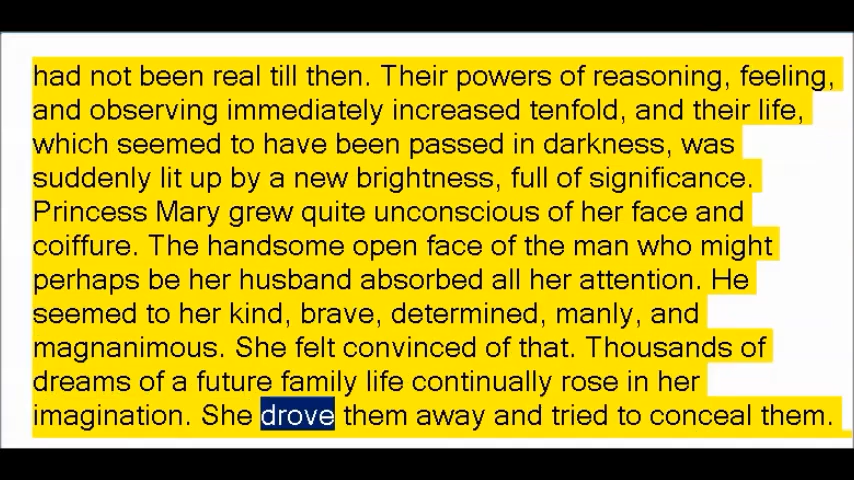 had not been real till then. Their powers of reasoning, feeling,
and observing immediately increased tenfold, and their life,
which seemed to have been passed in darkness, was
suddenly lit up by a new brightness, full of significance.
Princess Mary grew quite unconscious of her face and
coiffure. The handsome open face of the man who might
perhaps be her husband absorbed all her attention. He
seemed to her kind, brave, determined, manly, and
magnanimous. She felt convinced of that. Thousands of
dreams of a future family life continually rose in her
imagination. She drove them away and tried to conceal them.